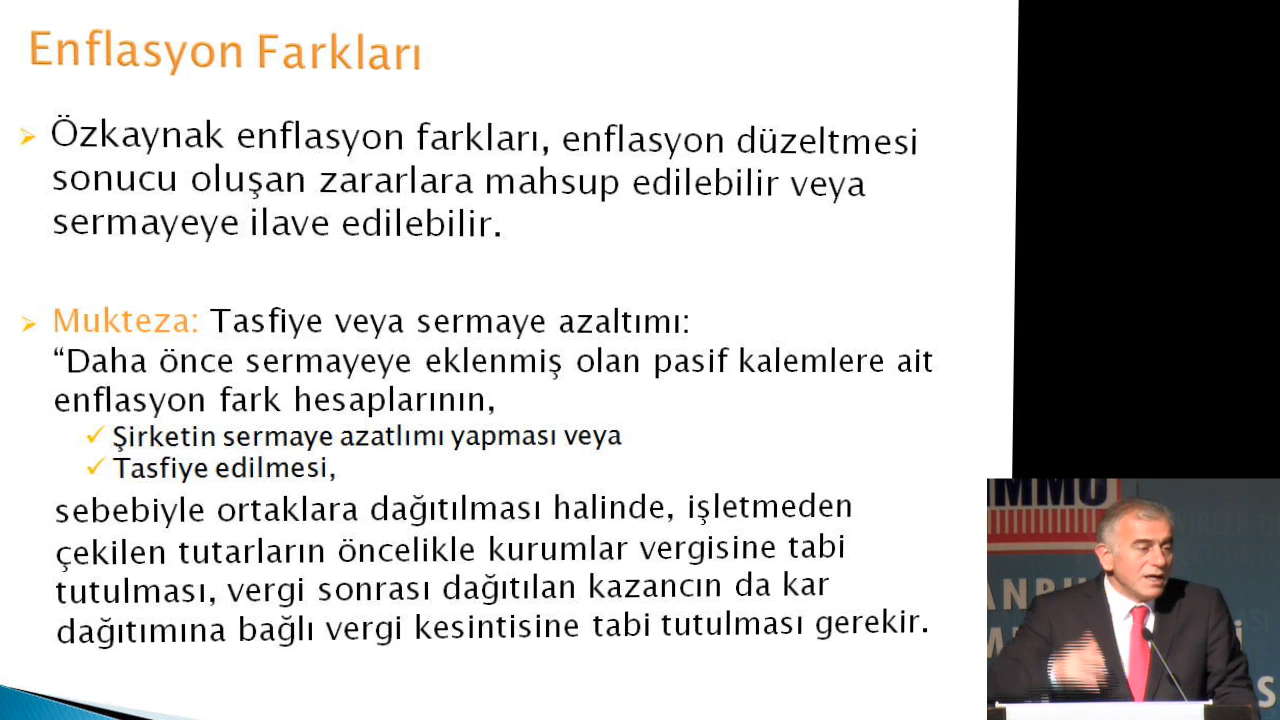 Enflasyon Farkları
Özkaynak enflasyon farkları, enflasyon düzeltmesi
sonucu oluşan zararlara mahsup edilebilir veya
sermayeye ilave edilebilir.
Mukteza: Tasfiye veya sermaye azaltımı:
“Daha önce sermayeye eklenmiş olan pasif kalemlere ait
enflasyon fark hesaplarının,
Şirketin sermaye azatlımı yapması veya
Tasfiye edilmesi,
sebebiyle ortaklara dağıtılması halinde, işletmeden
çekilen tutarların öncelikle kurumlar vergisine tabi
tutulması, vergi sonrası dağıtılan kazancın da kar
dağıtımına bağlı vergi kesintisine tabi tutulması gerekir.